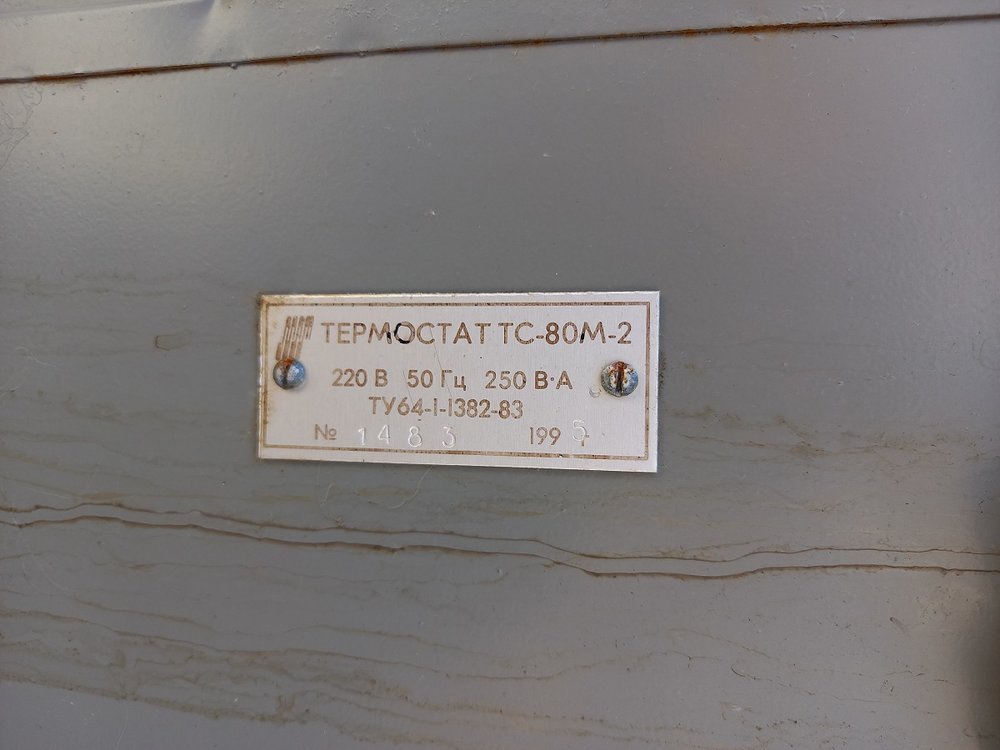 ТЕРМОСТАТ ТС-80М-2
220 В 50 Гц 250 В·А
ТУ64-1-1382-83
№ 1483 1995 г